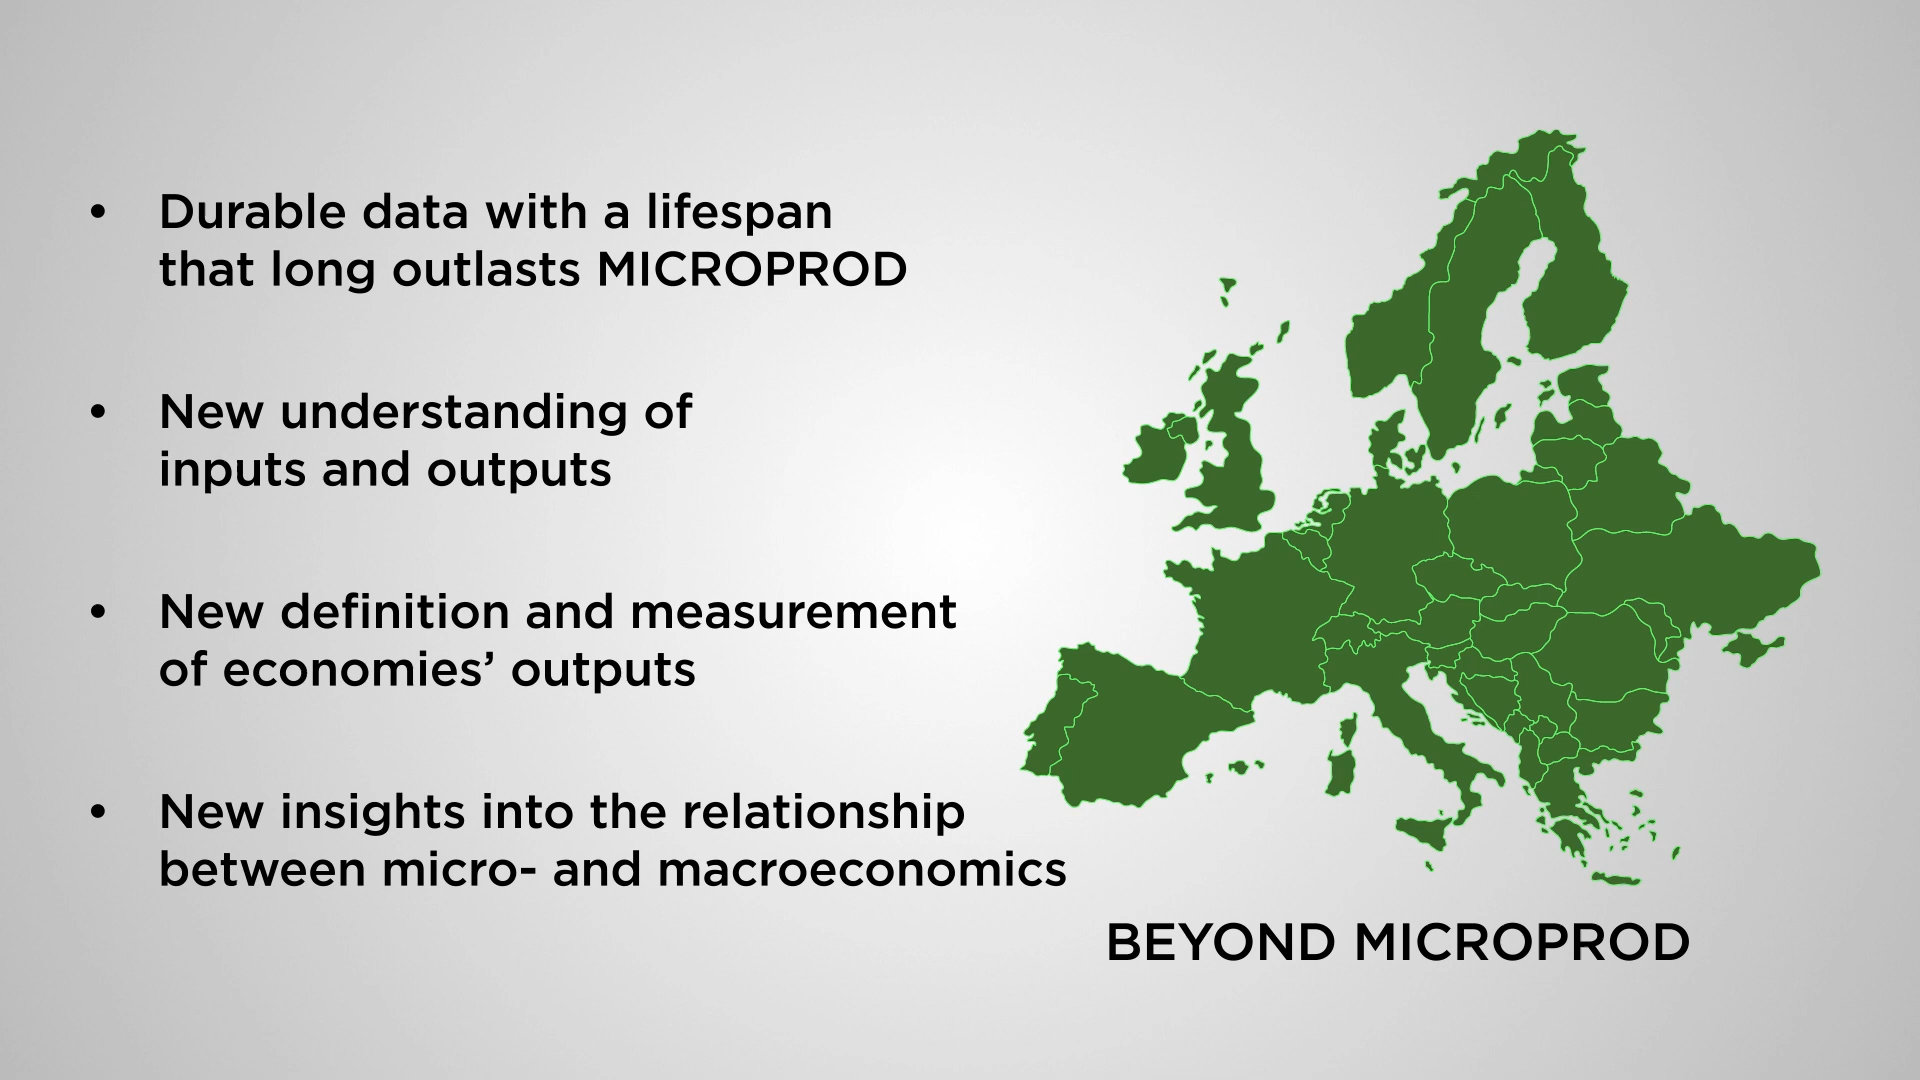 • Durable data with a lifespan
that long outlasts MICROPROD
• New understanding of
inputs and outputs
• New definition and measurement
of economies’ outputs
• New insights into the relationship
between micro- and macroeconomics
BEYOND MICROPROD